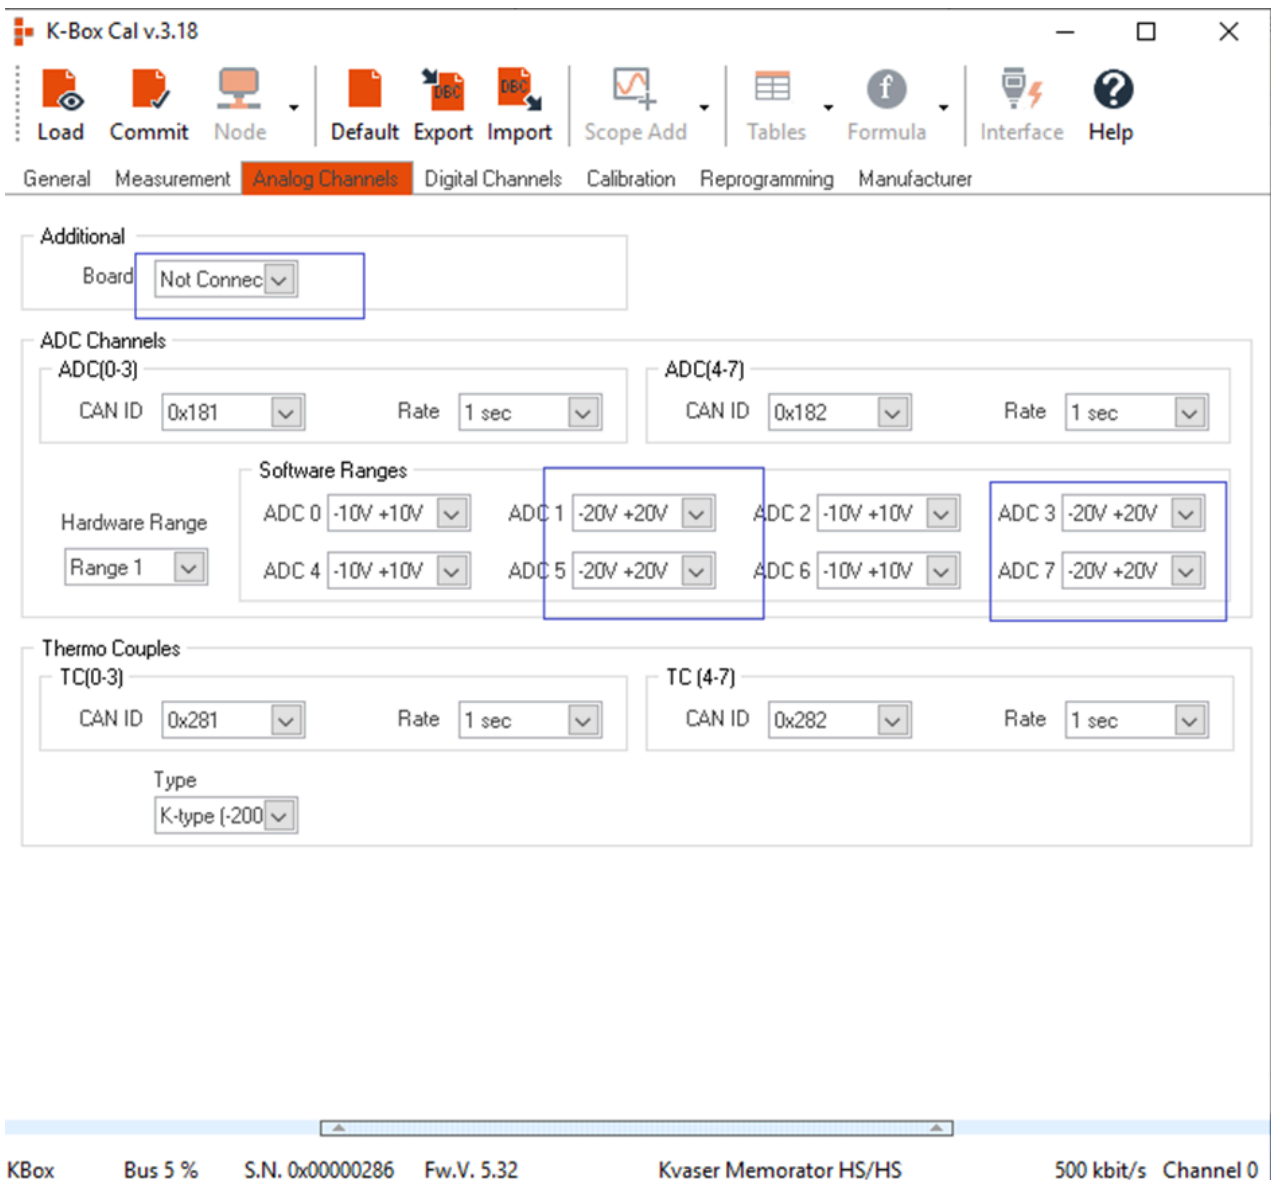 K-Box Cal v.3.18
Load Commit Node Default Export Import Scope Add Tables Formula Interface Help
DBC DBC f ?
General Measurement Analog Channels Digital Channels Calibration Reprogramming Manufacturer
Additional
Board Not Connec
ADC Channels
ADC(0-3) ADC(4-7)
CAN ID 0x181 Rate 1 sec CAN ID 0x182 Rate 1 sec
Software Ranges
Hardware Range ADC 0 -10V +10V ADC 1 -20V +20V ADC 2 -10V +10V ADC 3 -20V +20V
Range 1 ADC 4 -10V +10V ADC 5 -20V +20V ADC 6 -10V +10V ADC 7 -20V +20V
Thermo Couples
TC(0-3) TC (4-7)
CAN ID 0x281 Rate 1 sec CAN ID 0x282 Rate 1 sec
Type
K-type (-200
KBox Bus 5 % S.N. 0x00000286 Fw.V. 5.32 Kvaser Memorator HS/HS 500 kbit/s Channel 0